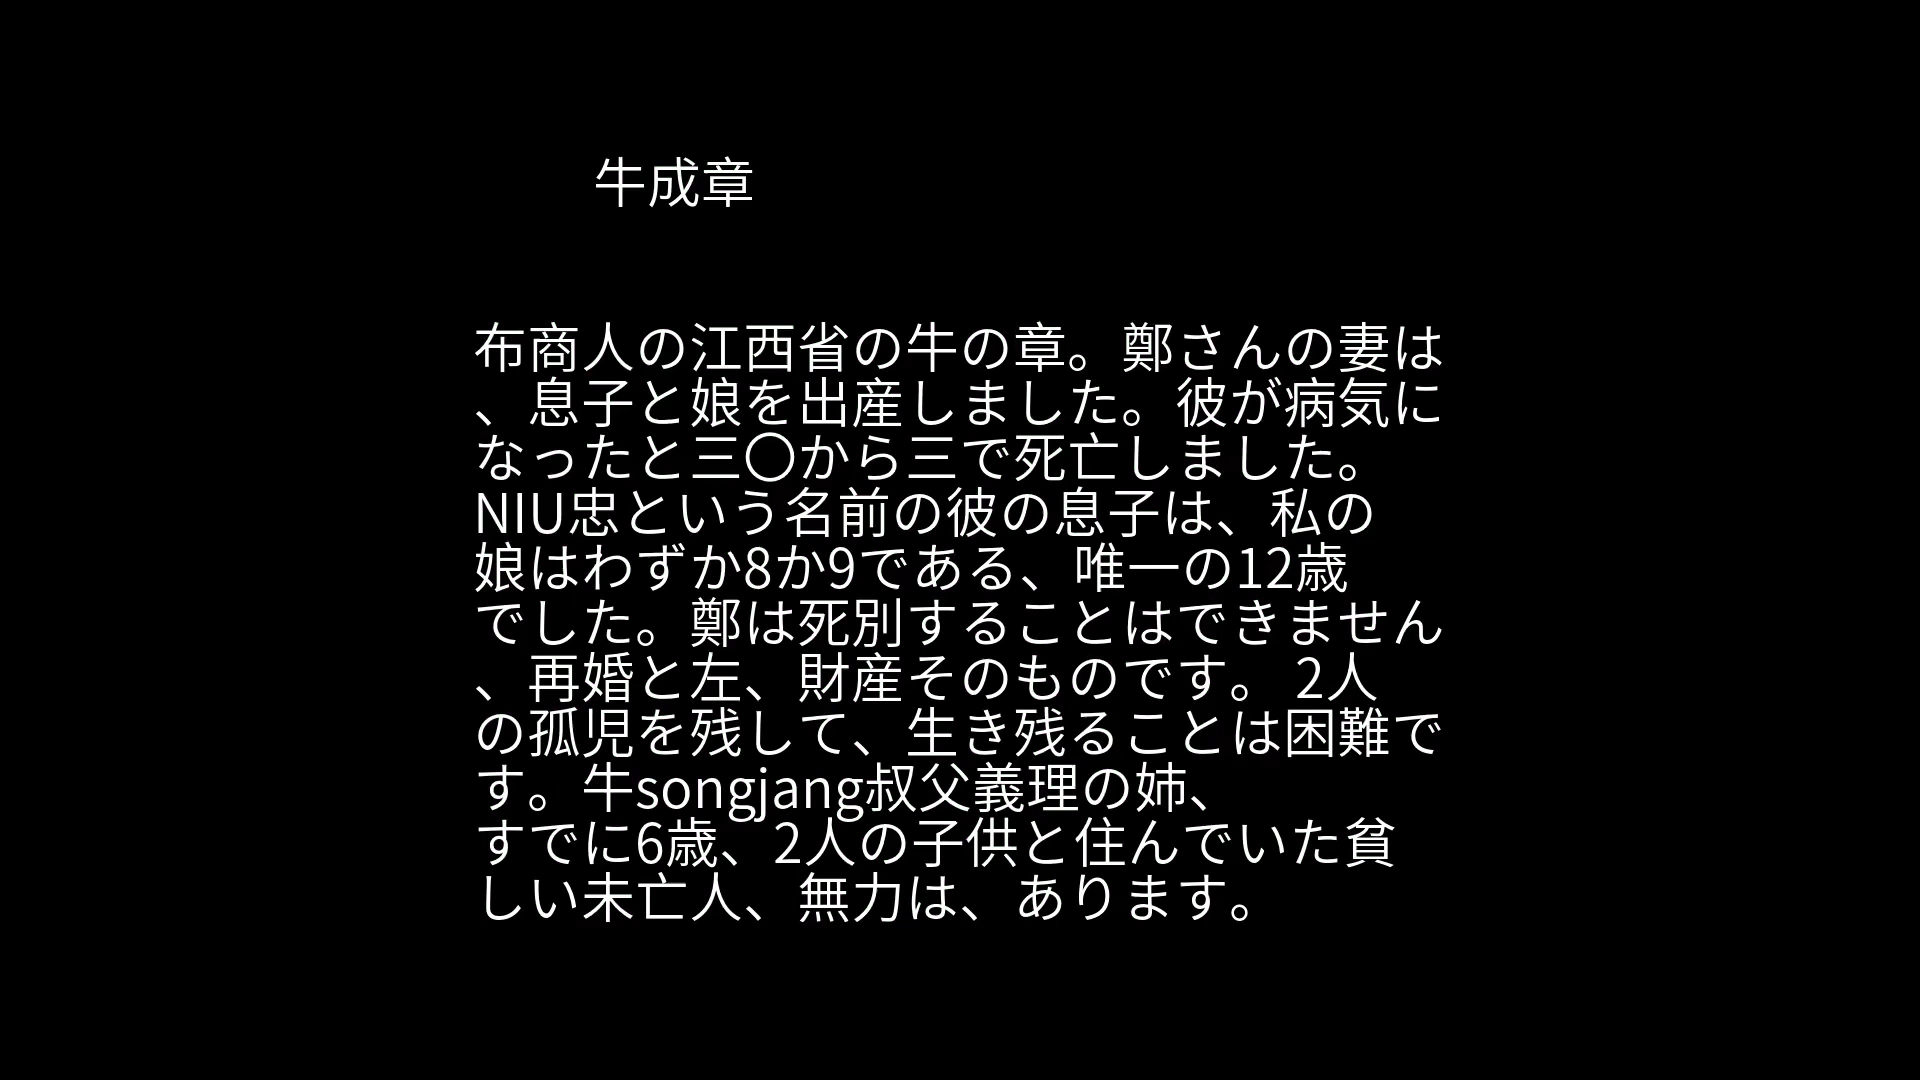 牛成章
布商人の江西省の牛の章。鄭さんの妻は
、息子と娘を出産しました。彼が病気に
なったと三〇から三で死亡しました。
NIU忠という名前の彼の息子は、私の
娘はわずか8か9である、唯一の12歳
でした。鄭は死別することはできません
、再婚と左、財産そのものです。 2人
の孤児を残して、生き残ることは困難で
す。牛songjang叔父義理の姉、
すでに6歳、2人の子供と住んでいた貧
しい未亡人、無力は、あります。